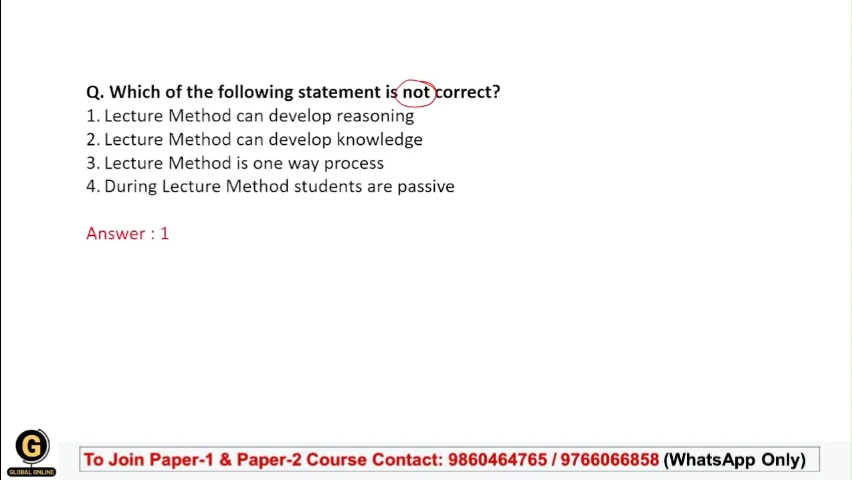 Q. Which of the following statement is not correct?
1. Lecture Method can develop reasoning
2. Lecture Method can develop knowledge
3. Lecture Method is one way process
4. During Lecture Method students are passive
Answer : 1
G
GLOBAL ONLINE
To Join Paper-1 & Paper-2 Course Contact: 9860464765 / 9766066858 (WhatsApp Only)